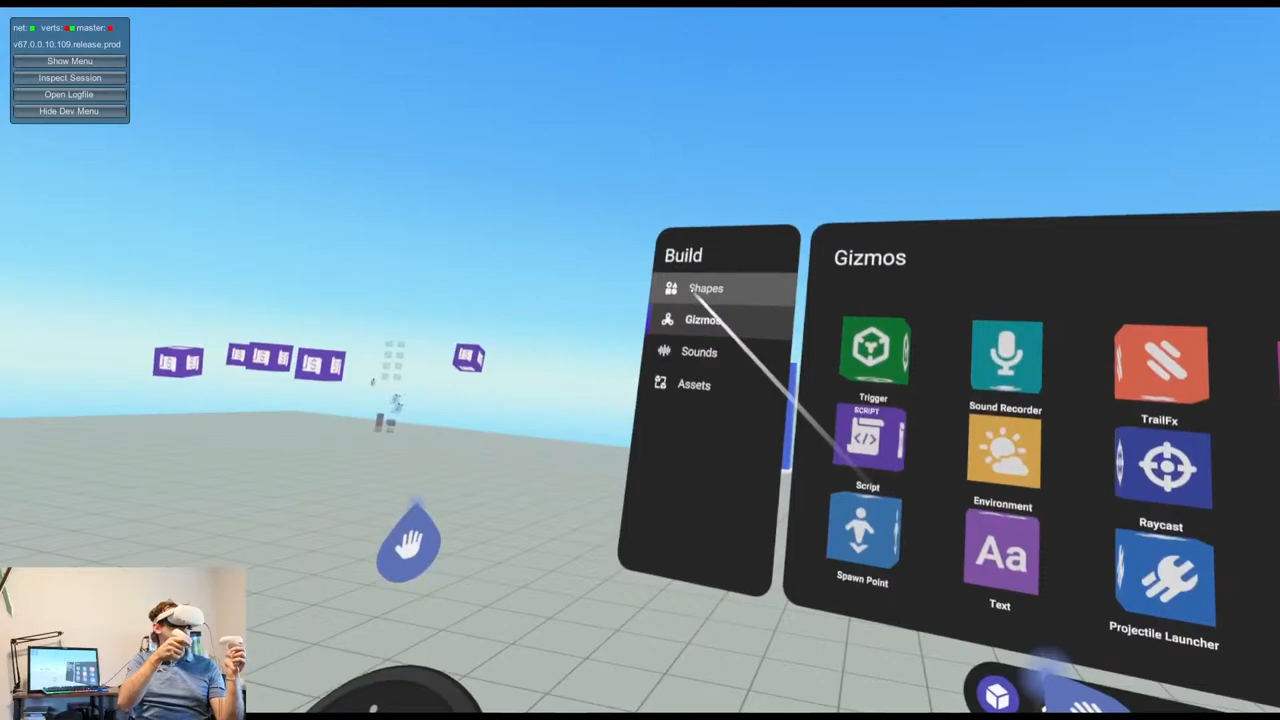 net: verts: master:
v67.0.0.10.109.release.prod
Show Menu
Inspect Session
Open Logfile
Hide Dev Menu
Build
Shapes
Gizmos
Sounds
Assets
Gizmos
Trigger
Sound Recorder
TrailFx
SCRIPT
Script
Environment
Raycast
Spawn Point
Aa
Text
Projectile Launcher